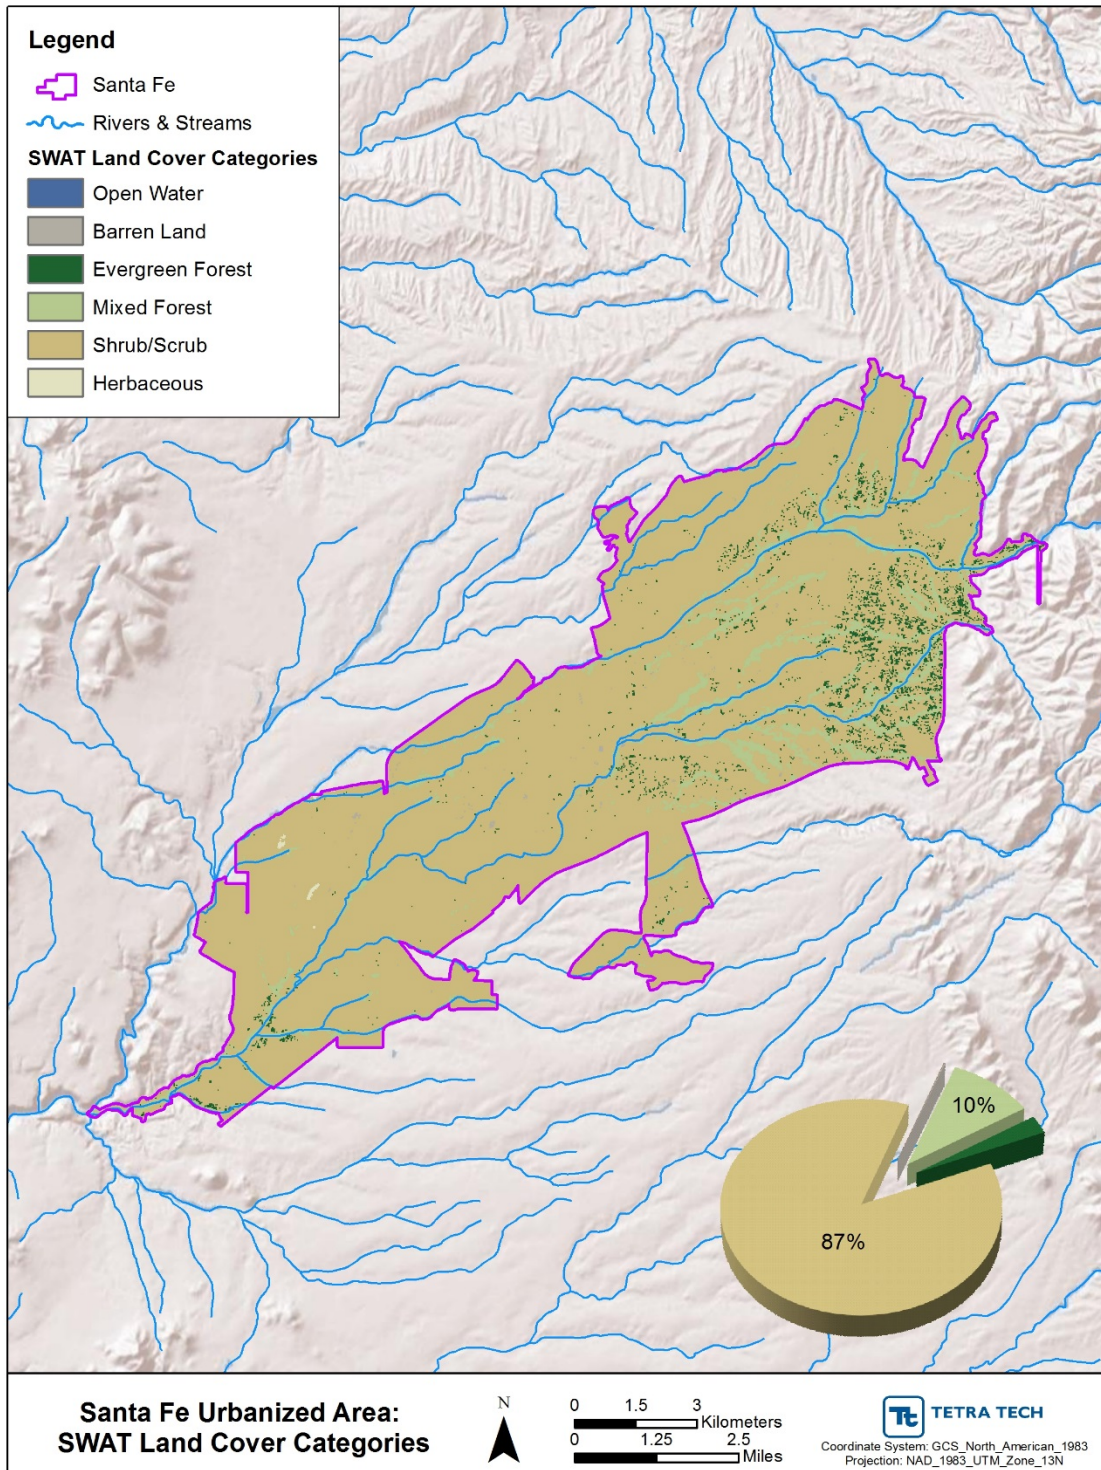 Legend
Santa Fe
Rivers & Streams
SWAT Land Cover Categories
Open Water
Barren Land
Evergreen Forest
Mixed Forest
Shrub/Scrub
Herbaceous
10%
87%
Santa Fe Urbanized Area:
SWAT Land Cover Categories
N
0 1.5 3
Kilometers
0 1.25 2.5
Miles
Tt TETRA TECH
Coordinate System: GCS_North_American_1983
Projection: NAD_1983_UTM_Zone_13N